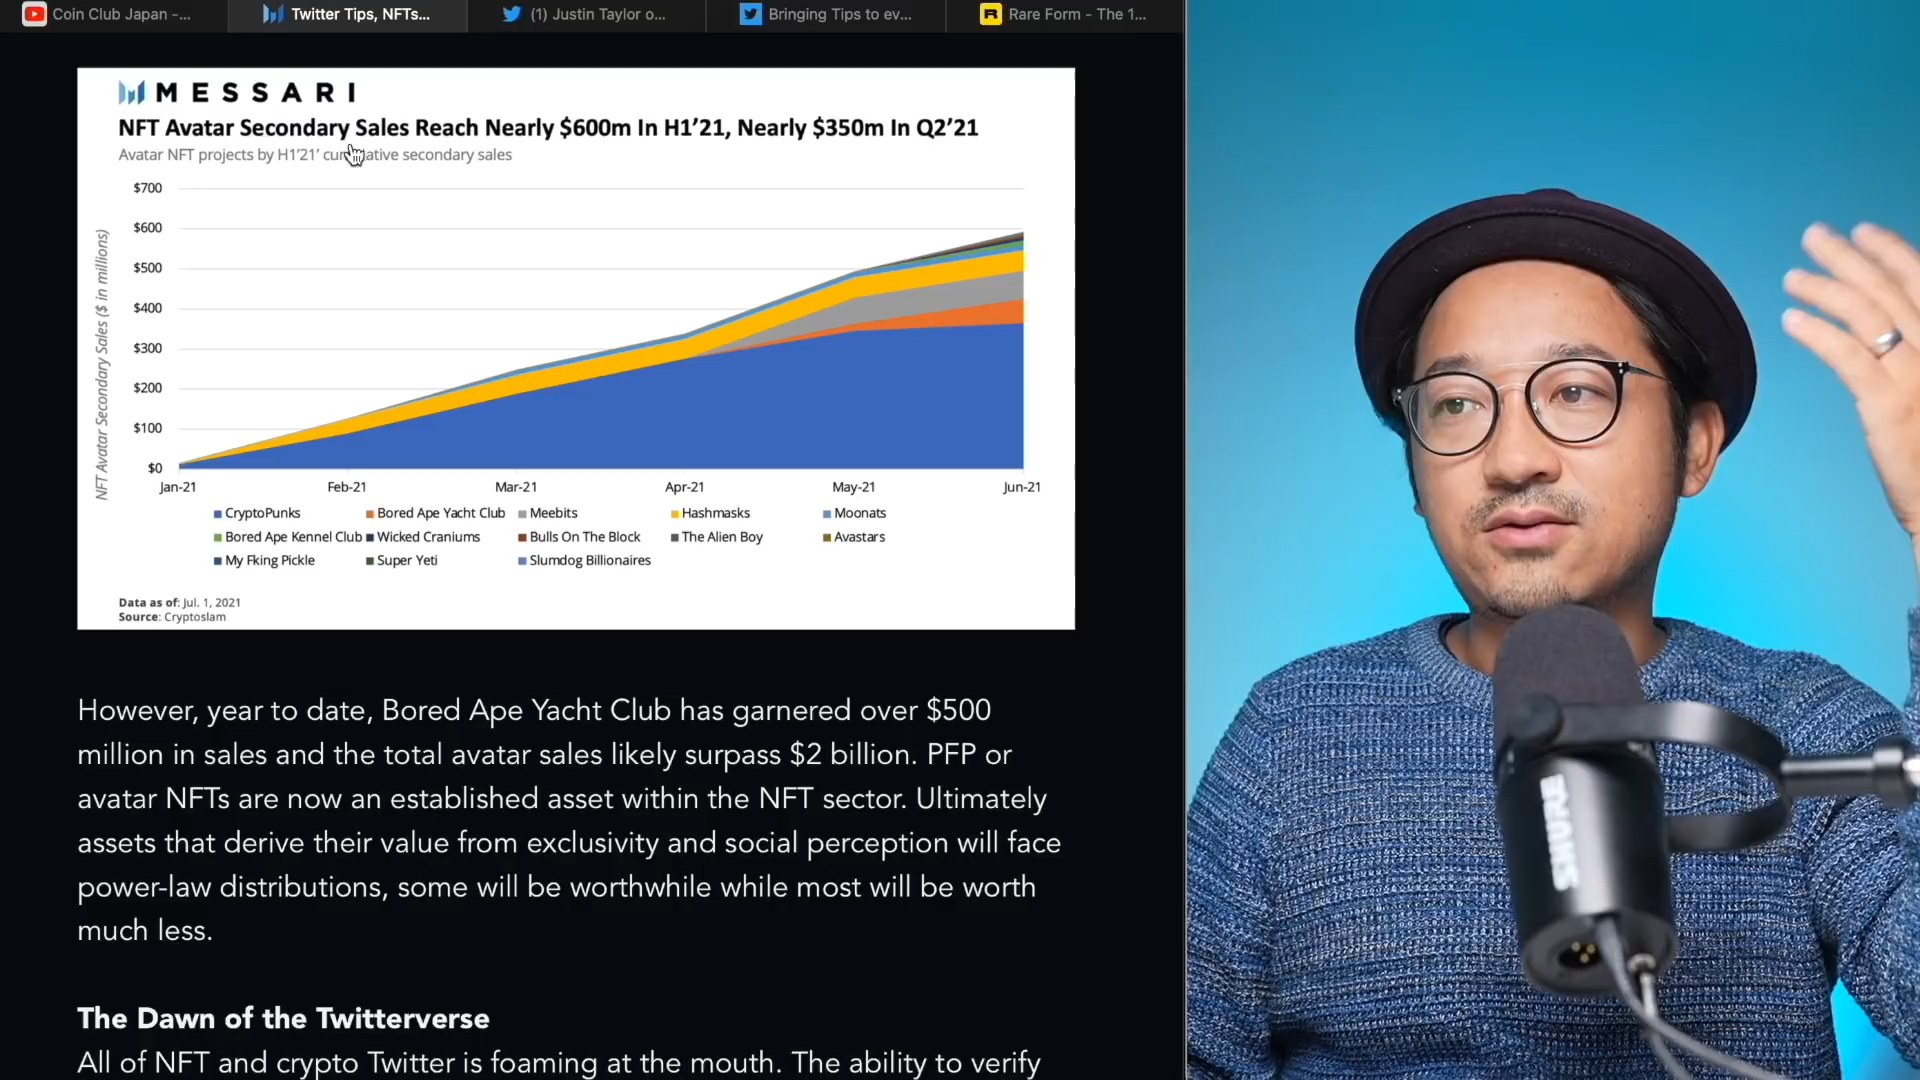 Coin Club Japan -...
Twitter Tips, NFTs...
(1) Justin Taylor o...
Bringing Tips to ev...
R
Rare Form - The 1...
MESSARI
NFT Avatar Secondary Sales Reach Nearly $600m In H1'21, Nearly $350m In Q2'21
NFT Avatar Secondary Sales ($ in millions)
$700
$600
$500
$400
$300
$200
$100
$0
Jan-21 Feb-21 Mar-21 Apr-21 May-21 Jun-21
CryptoPunks Bored Ape Yacht Club Meebits Hashmasks Moonats
Bored Ape Kennel Club Wicked Craniums Bulls On The Block The Alien Boy Avastars
My Fking Pickle Super Yeti Slumdog Billionaires
Data as of: Jul. 1, 2021
Source: Cryptoslam
However, year to date, Bored Ape Yacht Club has garnered over $500
million in sales and the total avatar sales likely surpass $2 billion. PFP or
avatar NFTs are now an established asset within the NFT sector. Ultimately
assets that derive their value from exclusivity and social perception will face
power-law distributions, some will be worthwhile while most will be worth
much less.
The Dawn of the Twitterverse
All of NFT and crypto Twitter is foaming at the mouth. The ability to verify
SHURE